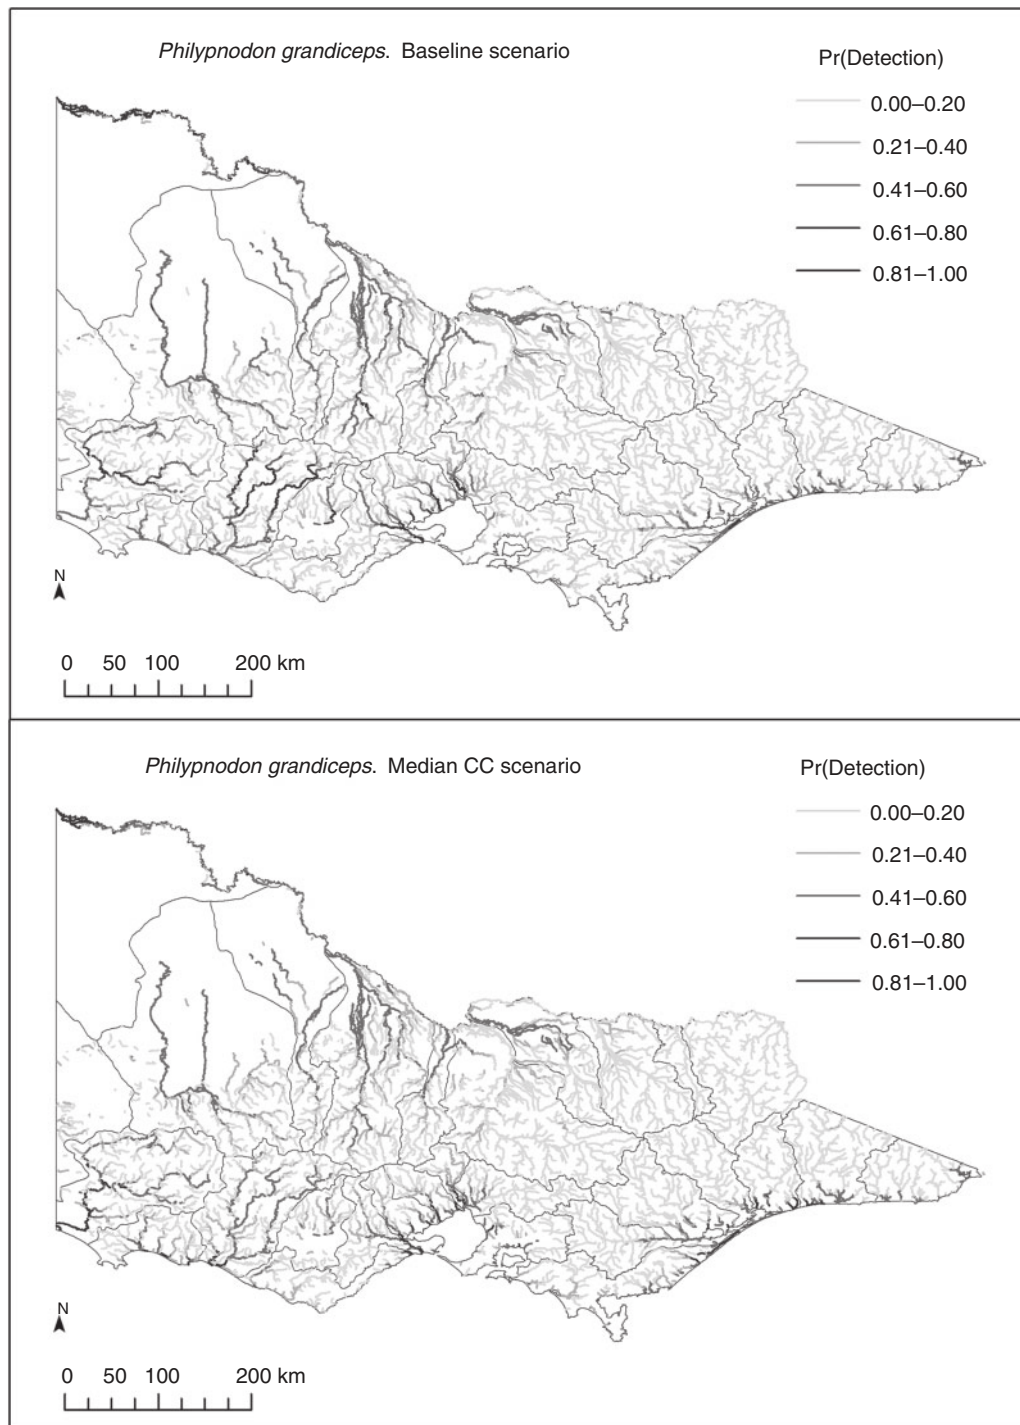 Philypnodon grandiceps. Baseline scenario
Pr(Detection)
0.00–0.20
0.21–0.40
0.41–0.60
0.61–0.80
0.81–1.00
N
0 50 100 200 km
Philypnodon grandiceps. Median CC scenario
Pr(Detection)
0.00–0.20
0.21–0.40
0.41–0.60
0.61–0.80
0.81–1.00
N
0 50 100 200 km